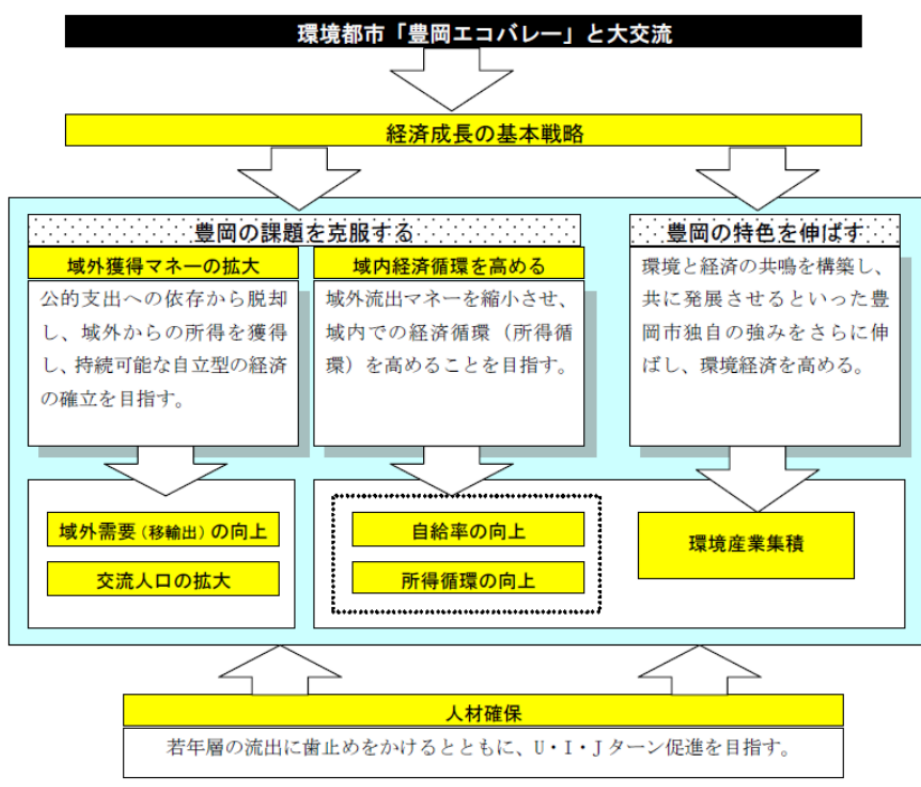 環境都市「豊岡エコバレー」と大交流
経済成長の基本戦略
豊岡の課題を克服する
域外獲得マネーの拡大
公的支出への依存から脱却
し、域外からの所得を獲得
し、持続可能な自立型の経済
の確立を目指す。
域内経済循環を高める
域外流出マネーを縮小させ、
域内での経済循環（所得循
環）を高めることを目指す。
豊岡の特色を伸ばす
環境と経済の共鳴を構築し、
共に発展させるといった豊
岡市独自の強みをさらに伸
ばし、環境経済を高める。
域外需要（移輸出）の向上
交流人口の拡大
自給率の向上
所得循環の向上
環境産業集積
人材確保
若年層の流出に歯止めをかけるとともに、U・I・Jターン促進を目指す。